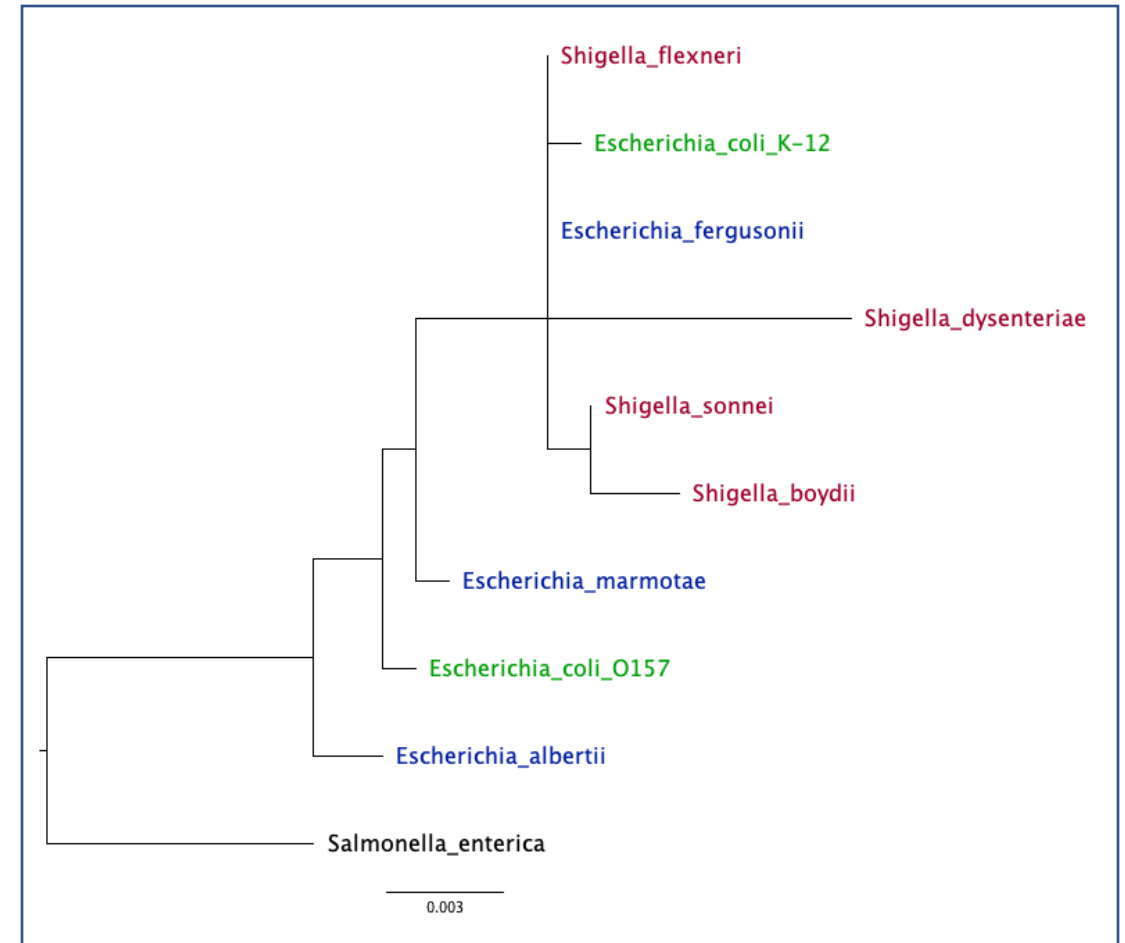 Shigella_flexneri
Escherichia_coli_K−12
Escherichia_fergusonii
Shigella_dysenteriae
Shigella_sonnei
Shigella_boydii
Escherichia_marmotae
Escherichia_coli_O157
Escherichia_albertii
Salmonella_enterica
0.003